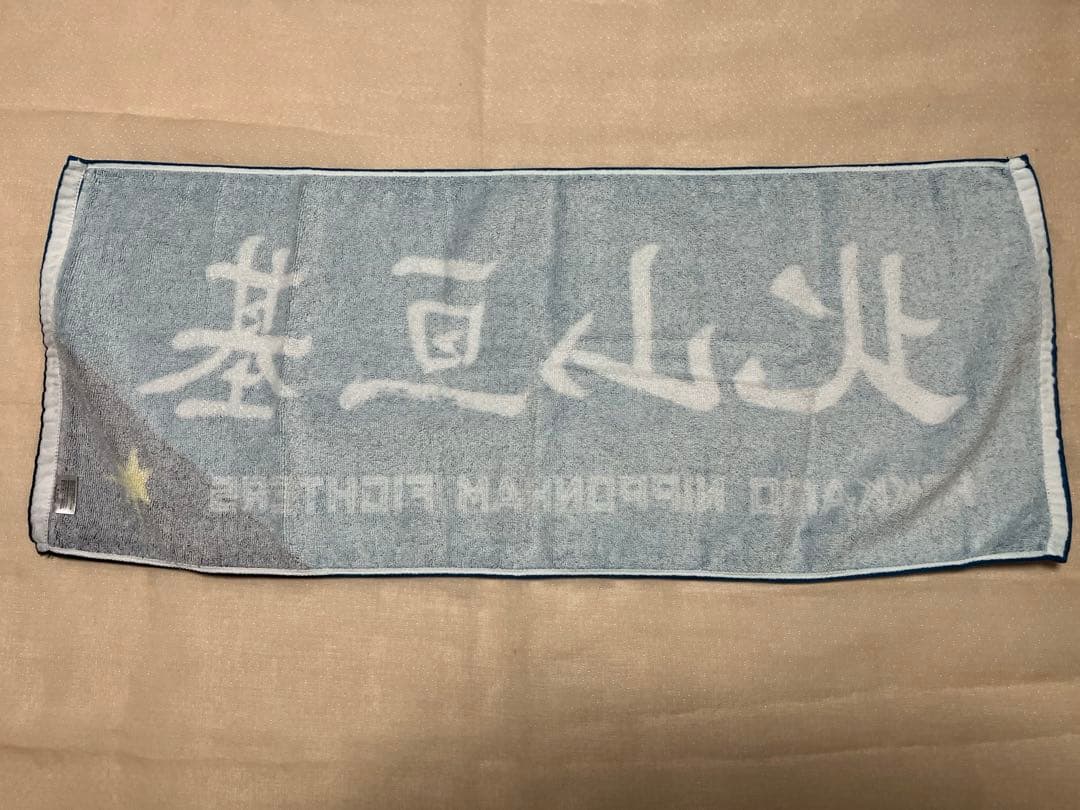 北山亘基
HOKKAIDO NIPPONHAM FIGHTERS